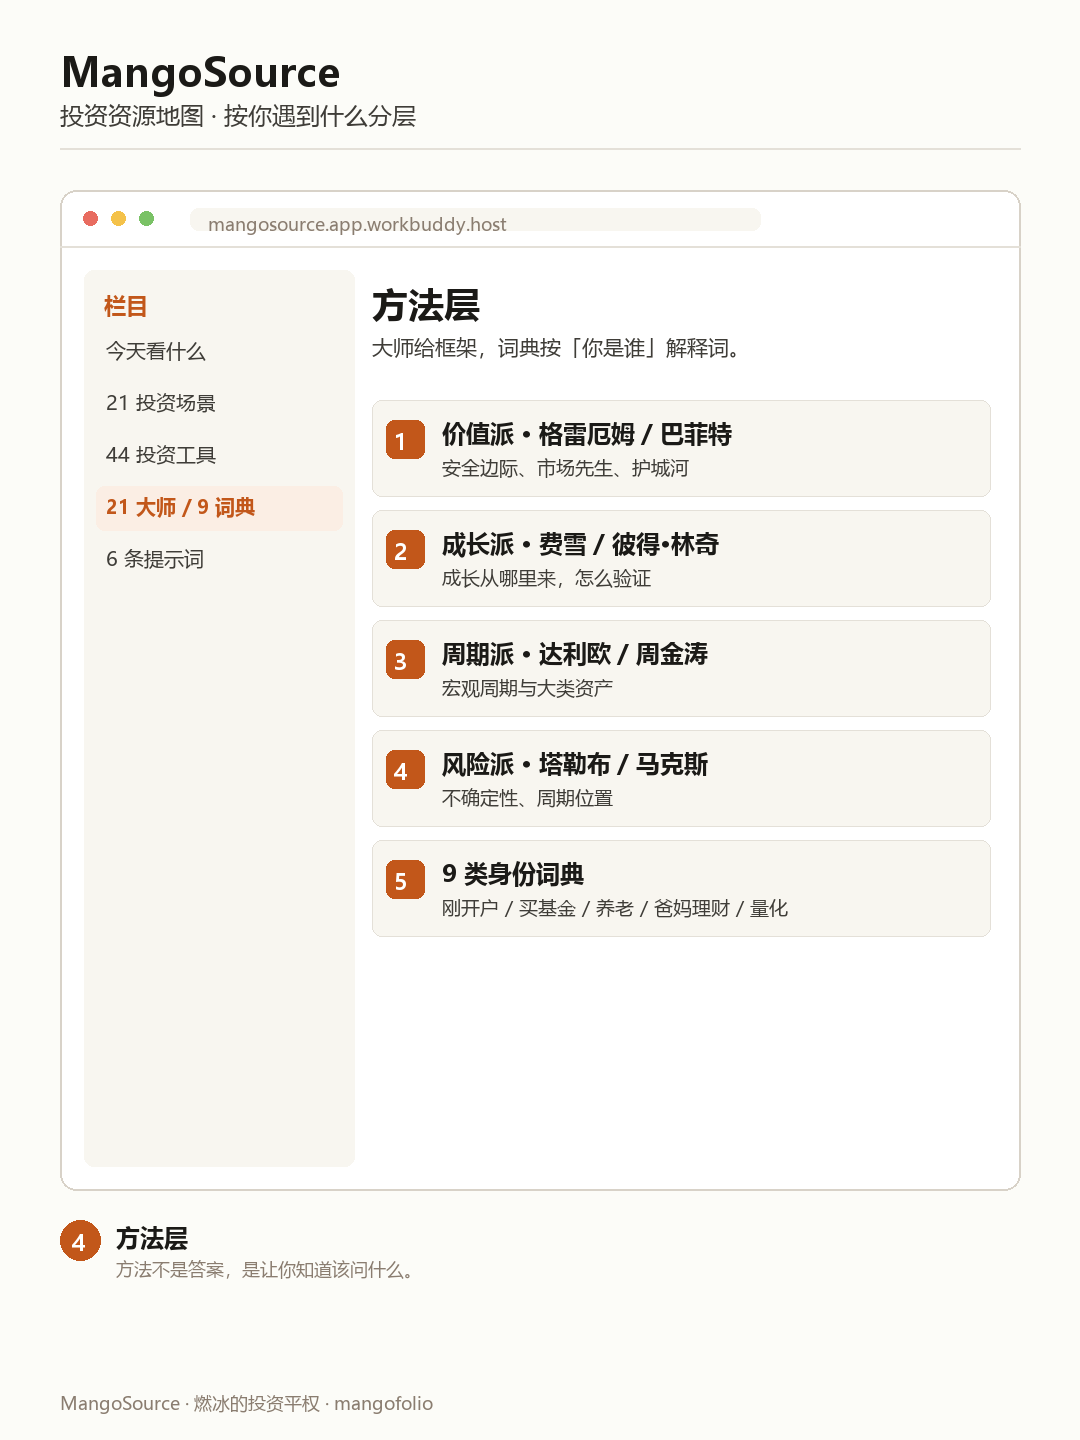 MangoSource
投资资源地图 · 按你遇到什么分层
mangosource.app.workbuddy.host
栏目
今天看什么
21 投资场景
44 投资工具
21 大师 / 9 词典
6 条提示词
方法层
大师给框架，词典按「你是谁」解释词。
1
价值派 • 格雷厄姆 / 巴菲特
安全边际、市场先生、护城河
2
成长派 • 费雪 / 彼得•林奇
成长从哪里来，怎么验证
3
周期派 • 达利欧 / 周金涛
宏观周期与大类资产
4
风险派 • 塔勒布 / 马克斯
不确定性、周期位置
5
9 类身份词典
刚开户 / 买基金 / 养老 / 爸妈理财 / 量化
4
方法层
方法不是答案，是让你知道该问什么。
MangoSource · 燃冰的投资平权 · mangofolio